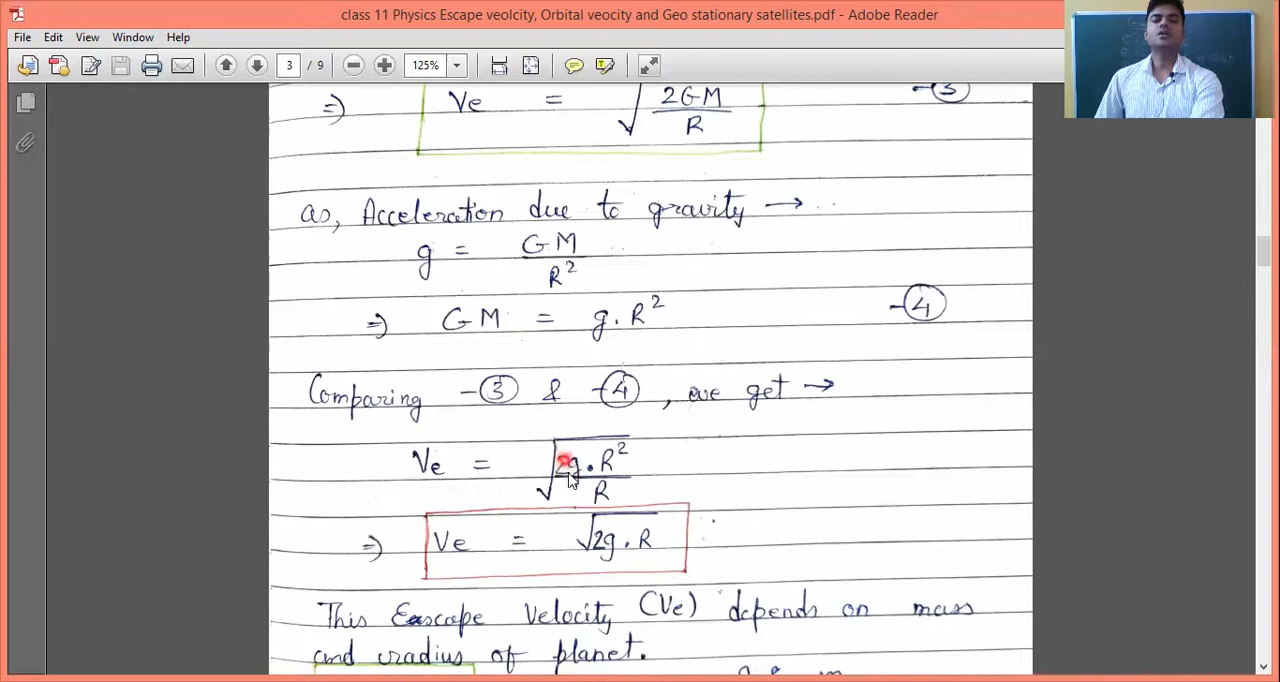 class 11 Physics Escape veolcity, Orbital veocity and Geo stationary satellites.pdf - Adobe Reader
File Edit View Window Help
3 / 9 125%
⇒ Ve = √(2GM/R) -③
as, Acceleration due to gravity →
g = GM/R²
⇒ GM = g.R² -④
Comparing -③ & -④, we get →
Ve = √(2g.R²/R)
⇒ Ve = √2g.R
This Eascape Velocity (Ve) depends on mass
and radius of planet.